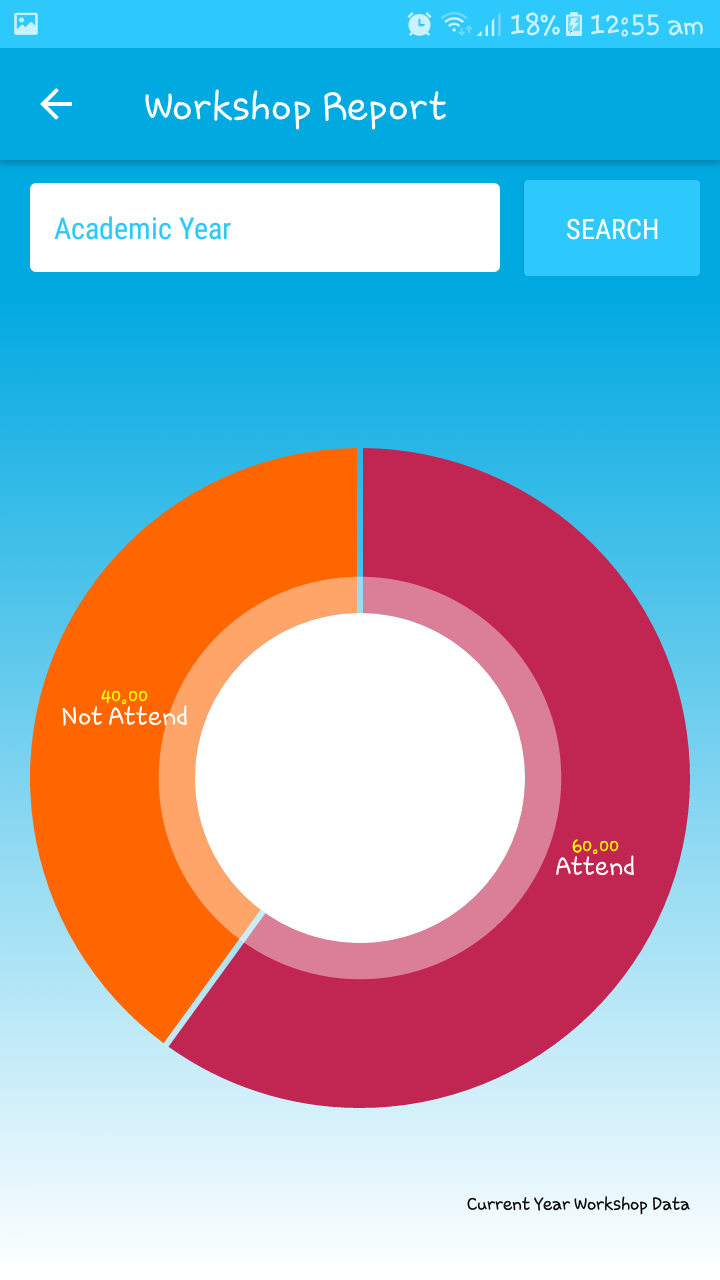 18% 12:55 am
Workshop Report
Academic Year
SEARCH
40.00
Not Attend
60.00
Attend
Current Year Workshop Data